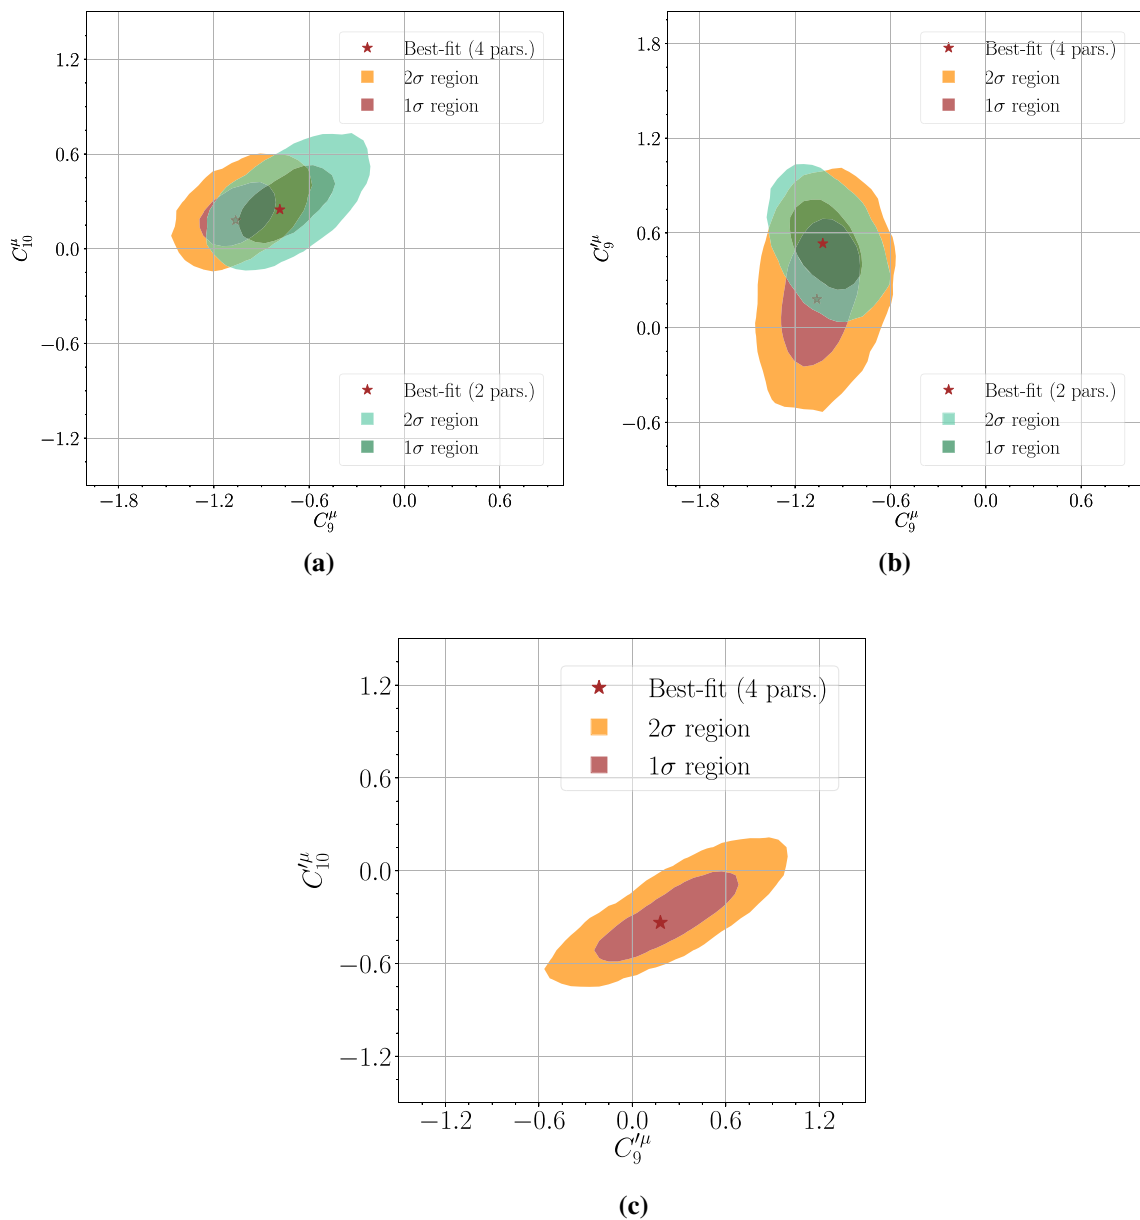 1.2
0.6
0.0
−0.6
−1.2
C′^μ_10
Best-fit (4 pars.)
2σ region
1σ region
Best-fit (2 pars.)
2σ region
1σ region
−1.8 −1.2 −0.6 0.0 0.6
C′^μ_9
(a)
1.8
1.2
0.6
0.0
−0.6
C′^μ_9
Best-fit (4 pars.)
2σ region
1σ region
Best-fit (2 pars.)
2σ region
1σ region
−1.8 −1.2 −0.6 0.0 0.6
C′^μ_9
(b)
1.2
0.6
0.0
−0.6
−1.2
C′^μ_10
Best-fit (4 pars.)
2σ region
1σ region
−1.2 −0.6 0.0 0.6 1.2
C′^μ_9
(c)